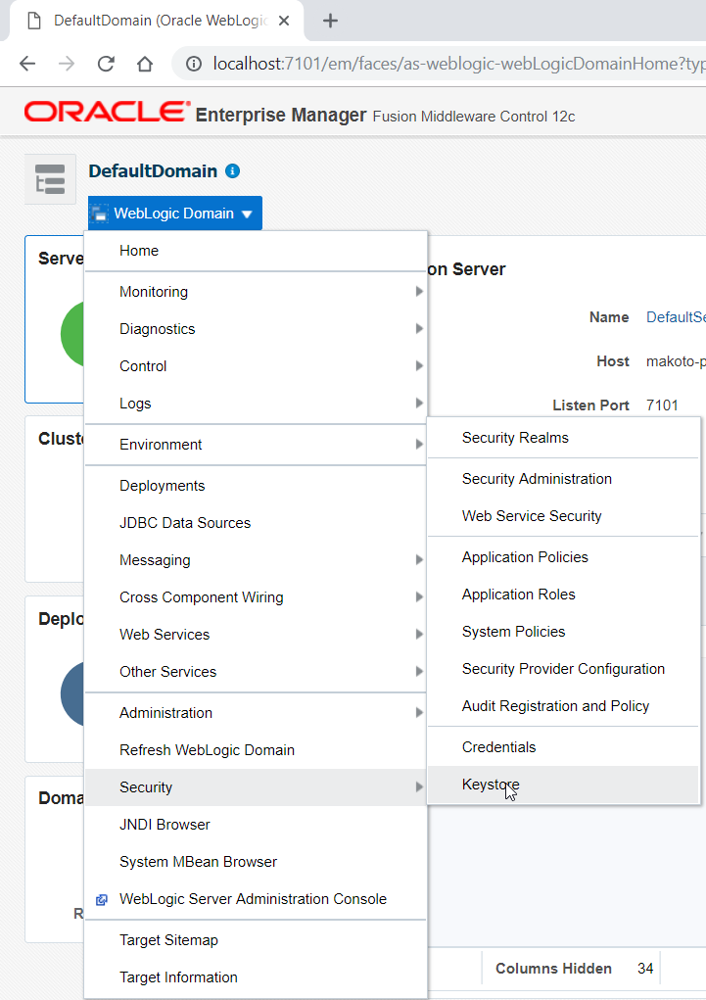 DefaultDomain (Oracle WebLogic
localhost:7101/em/faces/as-weblogic-webLogicDomainHome?typ
ORACLE® Enterprise Manager Fusion Middleware Control 12c
DefaultDomain
WebLogic Domain
Home
Monitoring
Diagnostics
Control
Logs
Environment
Deployments
JDBC Data Sources
Messaging
Cross Component Wiring
Web Services
Other Services
Administration
Refresh WebLogic Domain
Security
JNDI Browser
System MBean Browser
WebLogic Server Administration Console
Target Sitemap
Target Information
Serve
Cluste
Deplo
Doma
R
on Server
Name DefaultSe
Host makoto-p
Listen Port 7101
Security Realms
Security Administration
Web Service Security
Application Policies
Application Roles
System Policies
Security Provider Configuration
Audit Registration and Policy
Credentials
Keystore
Columns Hidden 34